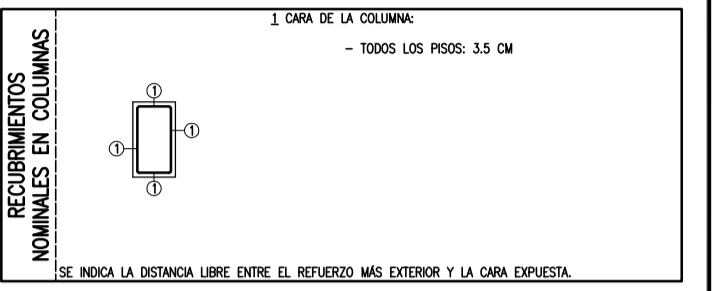 RECUBRIMIENTOS
NOMINALES EN COLUMNAS
1 CARA DE LA COLUMNA:
- TODOS LOS PISOS: 3.5 CM
1
1
1
1
SE INDICA LA DISTANCIA LIBRE ENTRE EL REFUERZO MÁS EXTERIOR Y LA CARA EXPUESTA.